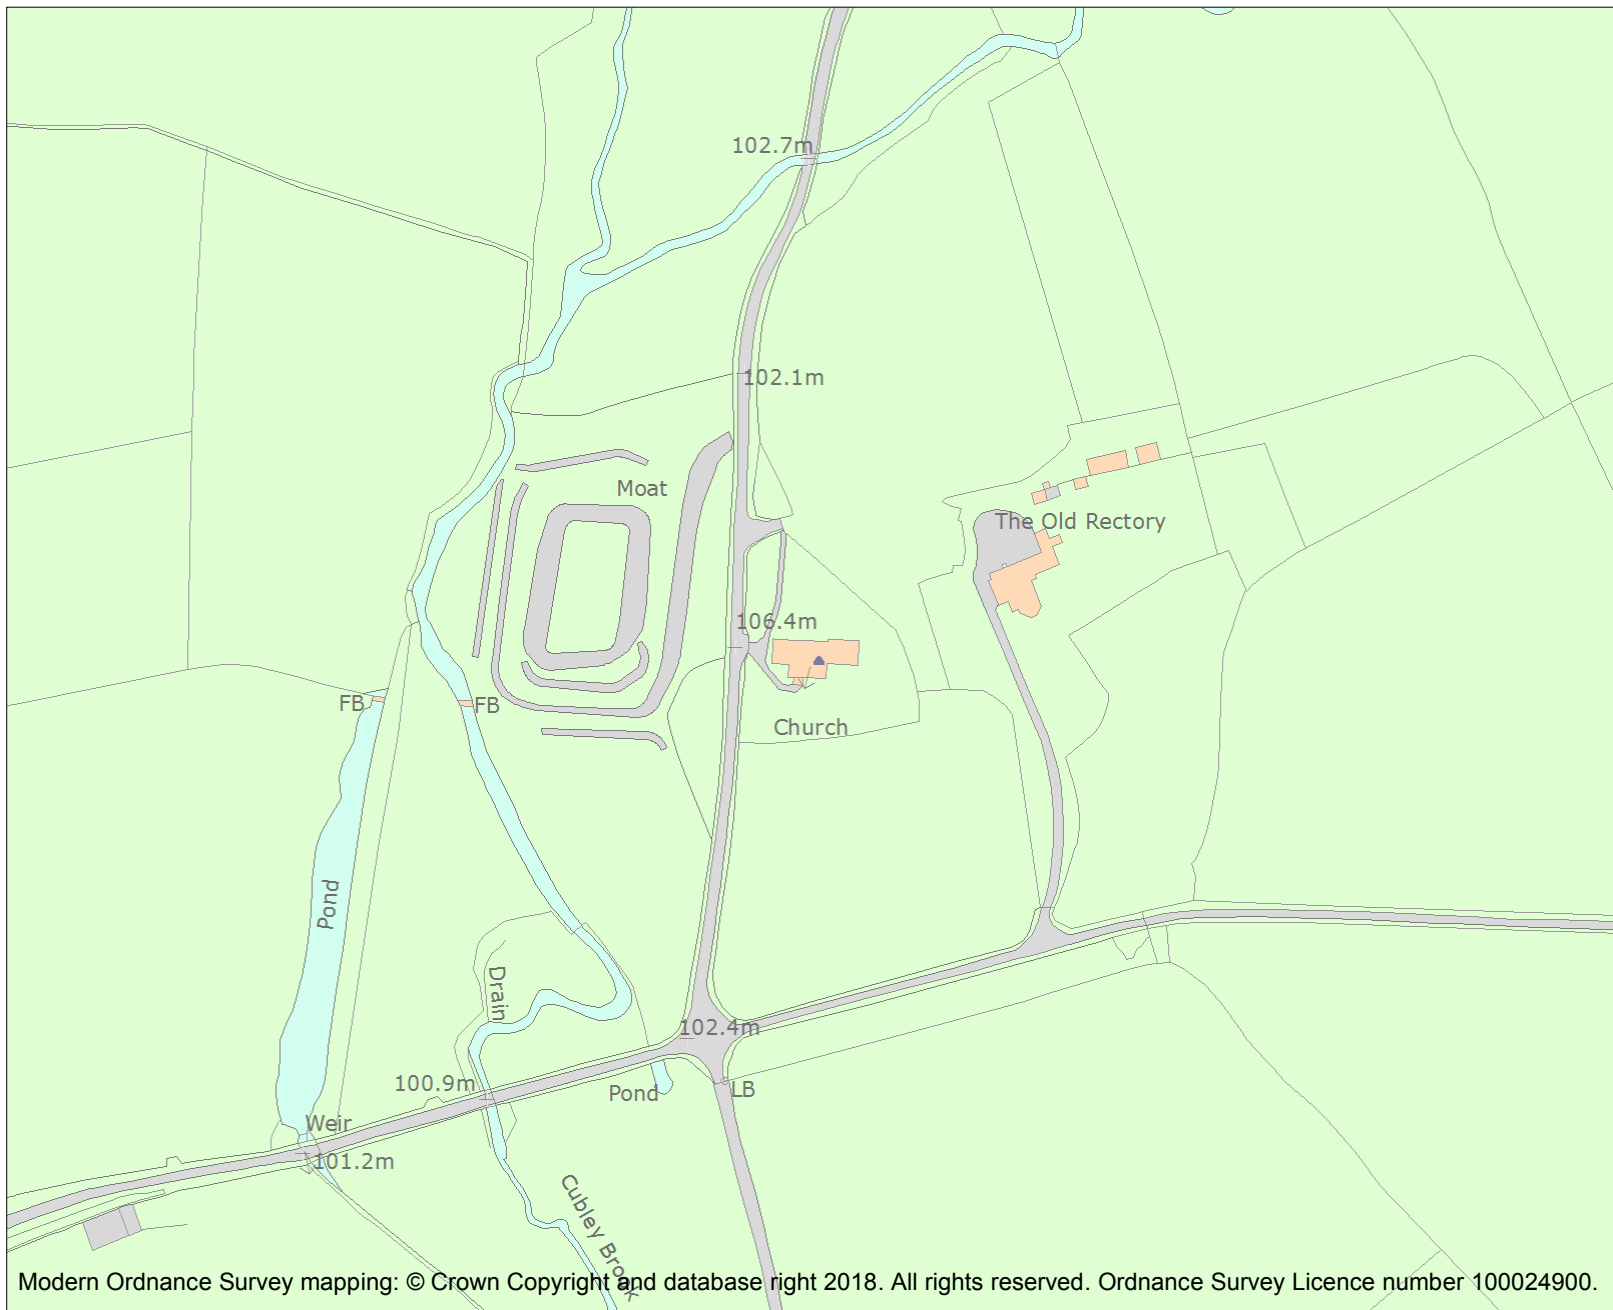 102.7m
102.1m
Moat
The Old Rectory
106.4m
FB
FB
Church
Pond
Drain
102.4m
100.9m
Pond
LB
Weir
101.2m
Cubley Brook
Modern Ordnance Survey mapping: © Crown Copyright and database right 2018. All rights reserved. Ordnance Survey Licence number 100024900.